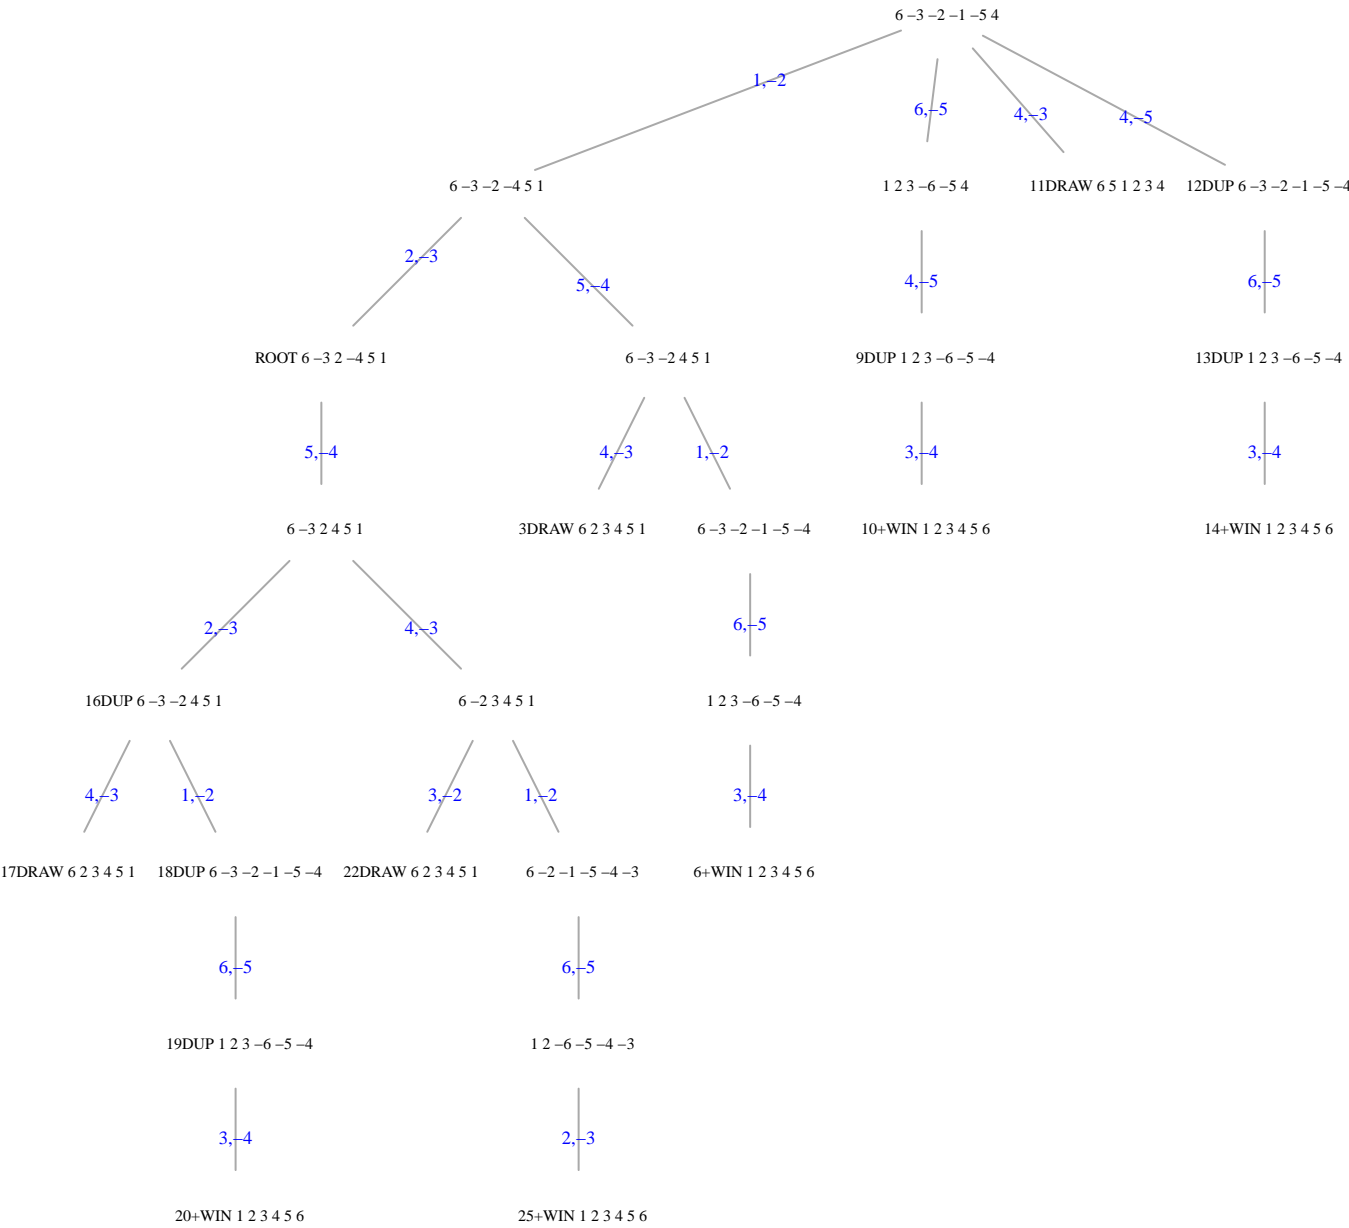 6 –3 –2 –1 –5 4
1,–2
6,–5
4,–3
4,–5
6 –3 –2 –4 5 1
1 2 3 –6 –5 4
11DRAW 6 5 1 2 3 4
12DUP 6 –3 –2 –1 –5 –4
2,–3
5,–4
4,–5
6,–5
ROOT 6 –3 2 –4 5 1
6 –3 –2 4 5 1
9DUP 1 2 3 –6 –5 –4
13DUP 1 2 3 –6 –5 –4
5,–4
4,–3
1,–2
3,–4
3,–4
6 –3 2 4 5 1
3DRAW 6 2 3 4 5 1
6 –3 –2 –1 –5 –4
10+WIN 1 2 3 4 5 6
14+WIN 1 2 3 4 5 6
2,–3
4,–3
6,–5
16DUP 6 –3 –2 4 5 1
6 –2 3 4 5 1
1 2 3 –6 –5 –4
4,–3
1,–2
3,–2
1,–2
3,–4
17DRAW 6 2 3 4 5 1
18DUP 6 –3 –2 –1 –5 –4
22DRAW 6 2 3 4 5 1
6 –2 –1 –5 –4 –3
6+WIN 1 2 3 4 5 6
6,–5
6,–5
19DUP 1 2 3 –6 –5 –4
1 2 –6 –5 –4 –3
3,–4
2,–3
20+WIN 1 2 3 4 5 6
25+WIN 1 2 3 4 5 6